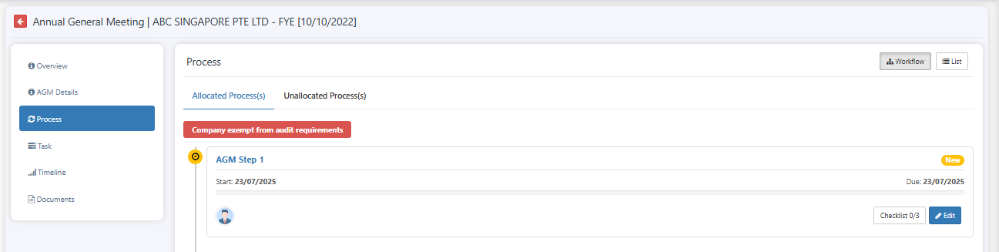 Annual General Meeting | ABC SINGAPORE PTE LTD - FYE [10/10/2022]
Overview
AGM Details
Process
Task
Timeline
Documents
Process
Workflow
List
Allocated Process(s)
Unallocated Process(s)
Company exempt from audit requirements
AGM Step 1
New
Start: 23/07/2025
Due: 23/07/2025
Checklist 0/3
Edit